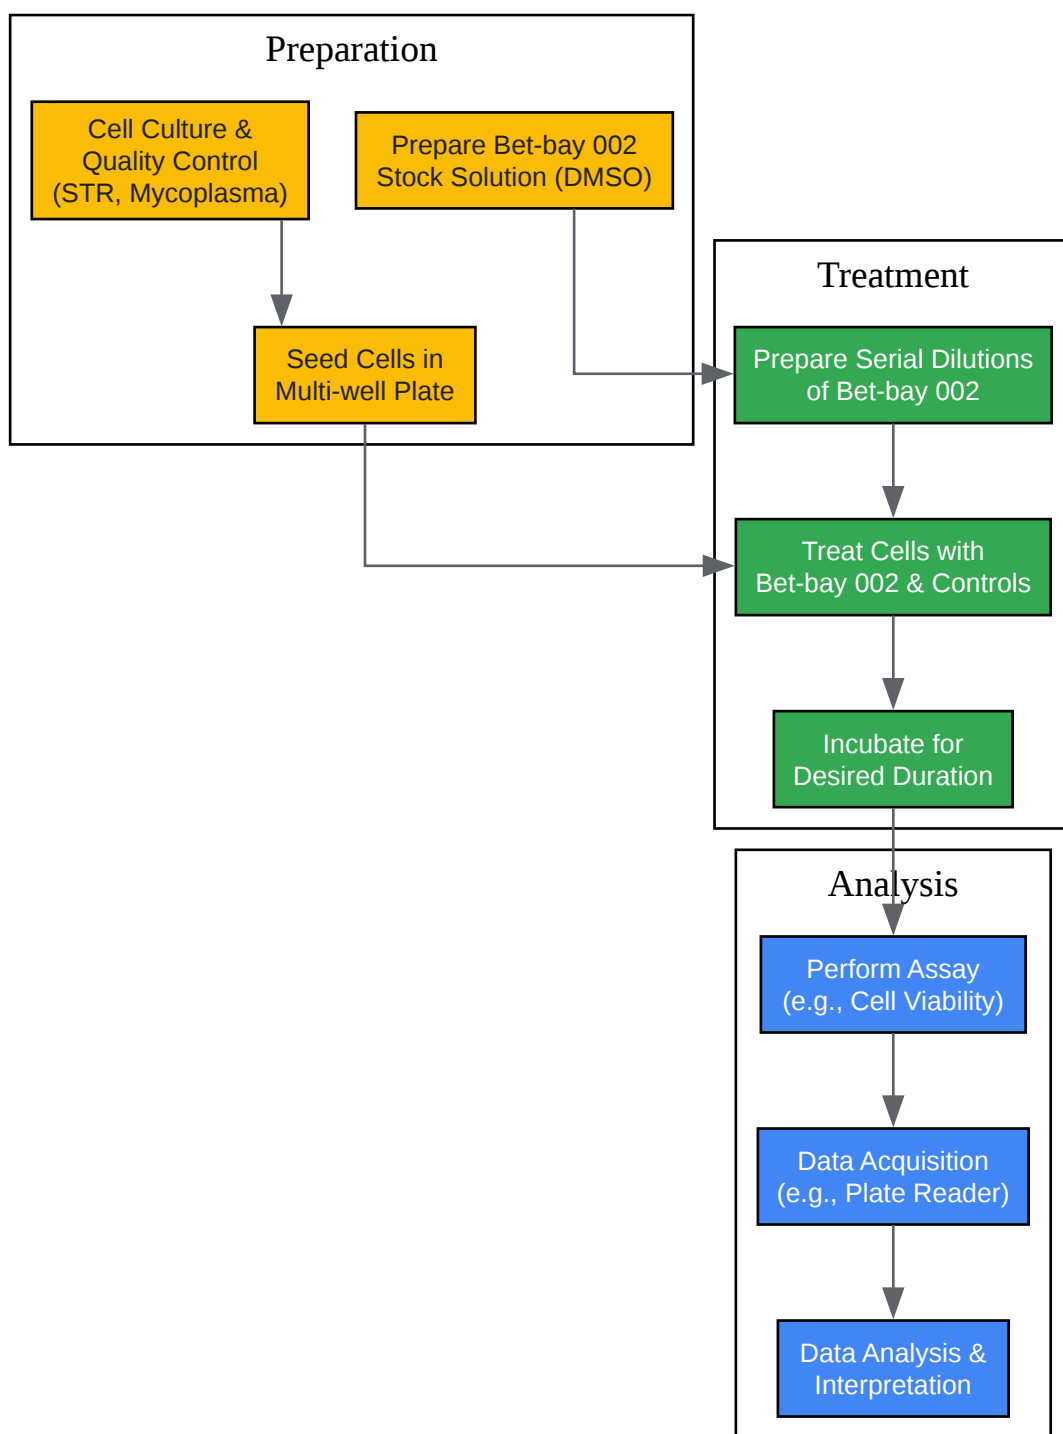 Preparation
Cell Culture &
Quality Control
(STR, Mycoplasma)
Prepare Bet-bay 002
Stock Solution (DMSO)
Seed Cells in
Multi-well Plate
Treatment
Prepare Serial Dilutions
of Bet-bay 002
Treat Cells with
Bet-bay 002 & Controls
Incubate for
Desired Duration
Analysis
Perform Assay
(e.g., Cell Viability)
Data Acquisition
(e.g., Plate Reader)
Data Analysis &
Interpretation